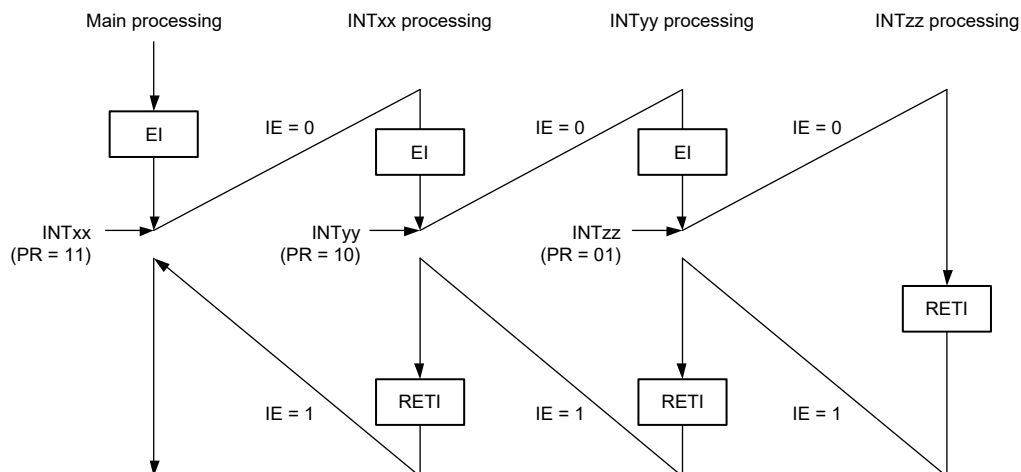 Main processing
INTxx processing
INTyy processing
INTzz processing
EI
IE = 0
EI
IE = 0
EI
IE = 0
INTxx
(PR = 11)
INTyy
(PR = 10)
INTzz
(PR = 01)
RETI
IE = 1
RETI
IE = 1
RETI
IE = 1